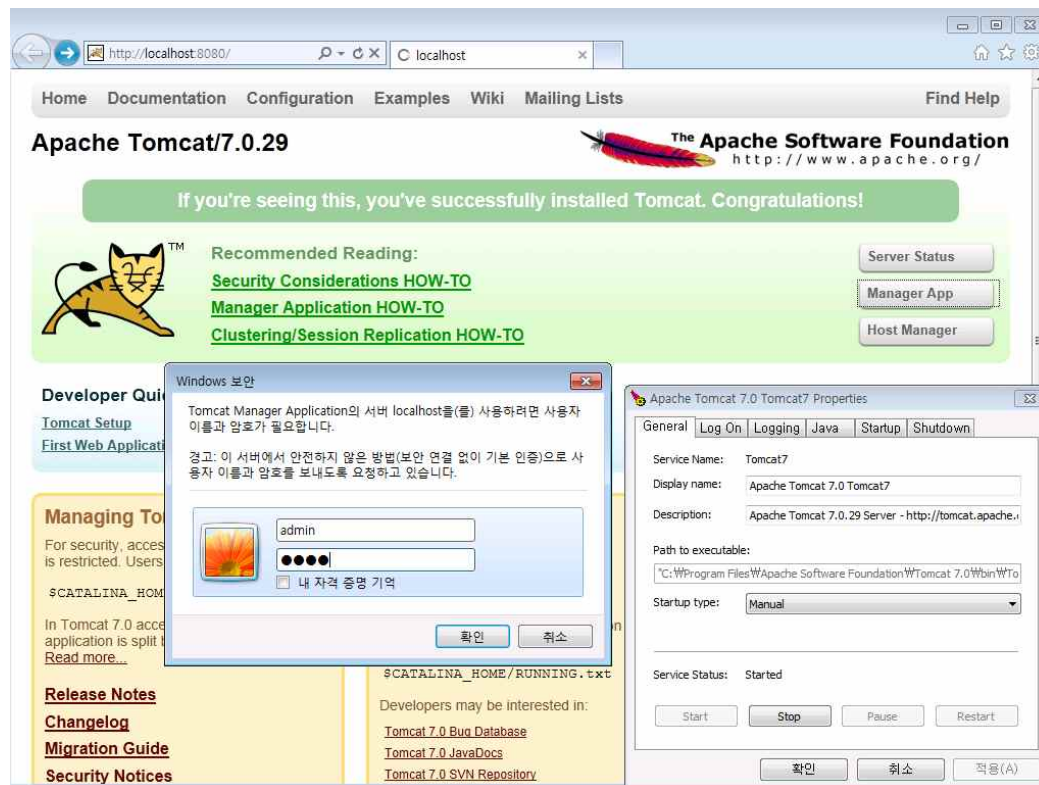 http://localhost:8080/
localhost
Home Documentation Configuration Examples Wiki Mailing Lists Find Help
Apache Tomcat/7.0.29
The Apache Software Foundation
http://www.apache.org/
If you're seeing this, you've successfully installed Tomcat. Congratulations!
TM
Recommended Reading:
Security Considerations HOW-TO
Manager Application HOW-TO
Clustering/Session Replication HOW-TO
Server Status
Manager App
Host Manager
Developer Qui
Tomcat Setup
First Web Applicati
Windows 보안
Tomcat Manager Application의 서버 localhost을(를) 사용하려면 사용자
이름과 암호가 필요합니다.
경고: 이 서버에서 안전하지 않은 방법(보안 연결 없이 기본 인증)으로 사
용자 이름과 암호를 보내도록 요청하고 있습니다.
admin
●●●●
내 자격 증명 기억
확인 취소
Managing To
For security, acces
is restricted. Users
$CATALINA_HOM
In Tomcat 7.0 acce
application is split b
Read more...
Release Notes
Changelog
Migration Guide
Security Notices
on
$CATALINA_HOME/RUNNING.txt
Developers may be interested in:
Tomcat 7.0 Bug Database
Tomcat 7.0 JavaDocs
Tomcat 7.0 SVN Repository
Apache Tomcat 7.0 Tomcat7 Properties
General Log On Logging Java Startup Shutdown
Service Name: Tomcat7
Display name: Apache Tomcat 7.0 Tomcat7
Description: Apache Tomcat 7.0.29 Server - http://tomcat.apache.
Path to executable:
"C:₩Program Files₩Apache Software Foundation₩Tomcat 7.0₩bin₩To
Startup type: Manual
Service Status: Started
Start Stop Pause Restart
확인 취소 적용(A)